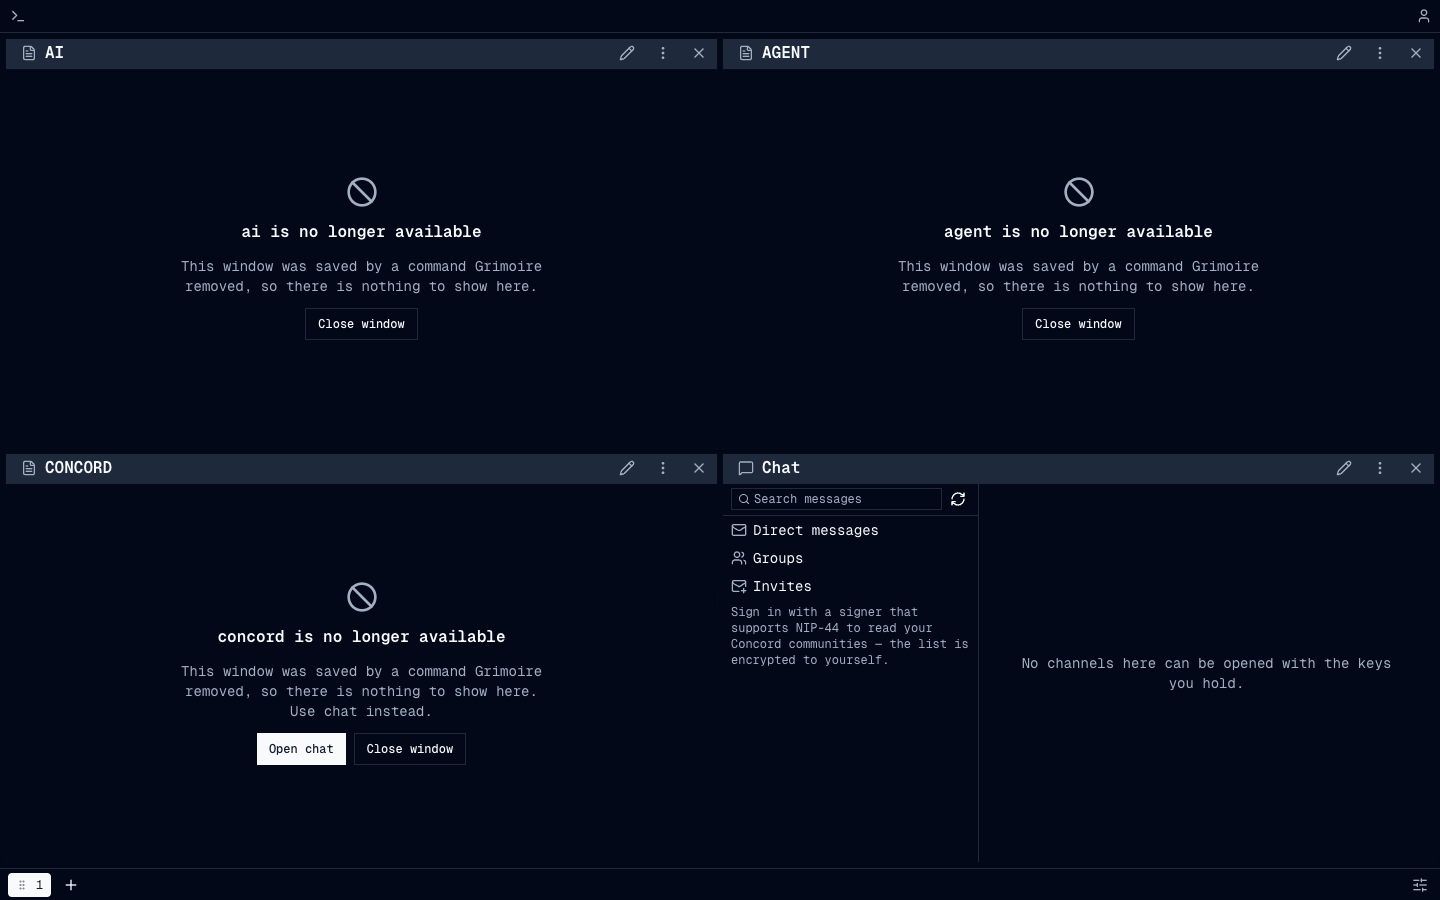 AI
ai is no longer available
This window was saved by a command Grimoire
removed, so there is nothing to show here.
Close window
AGENT
agent is no longer available
This window was saved by a command Grimoire
removed, so there is nothing to show here.
Close window
CONCORD
concord is no longer available
This window was saved by a command Grimoire
removed, so there is nothing to show here.
Use chat instead.
Open chat
Close window
Chat
Search messages
Direct messages
Groups
Invites
Sign in with a signer that
supports NIP-44 to read your
Concord communities — the list is
encrypted to yourself.
No channels here can be opened with the keys
you hold.
1